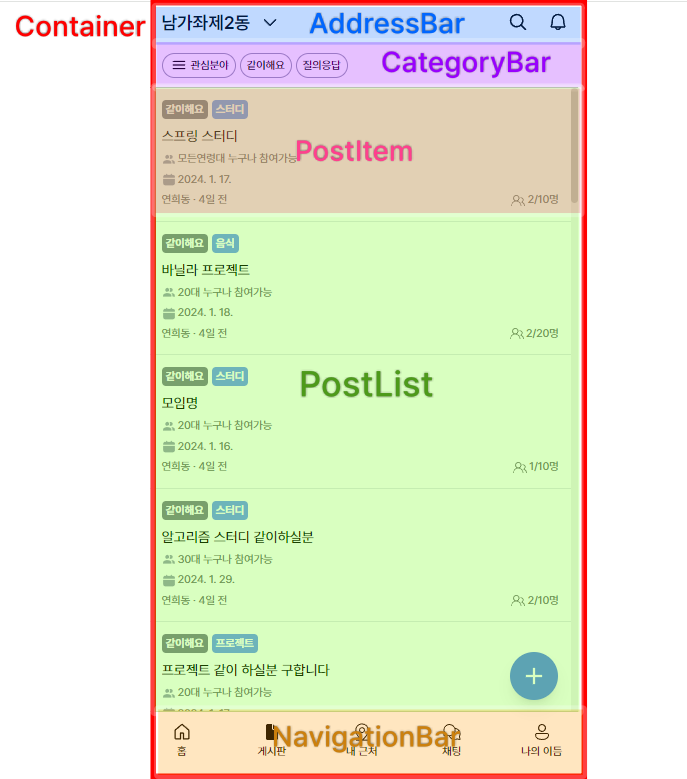 Container
남가좌제2동
AddressBar
관심분야 같이해요 질의응답
CategoryBar
같이해요 스터디
스프링 스터디
PostItem
모든연령대 누구나 참여가능
2024. 1. 17.
연희동 · 4일 전 2/10명
같이해요 음식
바닐라 프로젝트
20대 누구나 참여가능
2024. 1. 18.
연희동 · 4일 전 2/20명
같이해요 스터디
PostList
모임명
20대 누구나 참여가능
2024. 1. 16.
연희동 · 4일 전 1/10명
같이해요 스터디
알고리즘 스터디 같이하실분
30대 누구나 참여가능
2024. 1. 29.
연희동 · 4일 전 2/10명
같이해요 프로젝트
프로젝트 같이 하실분 구합니다
20대 누구나 참여가능
NavigationBar
홈 게시판 내 근처 채팅 나의 이듬